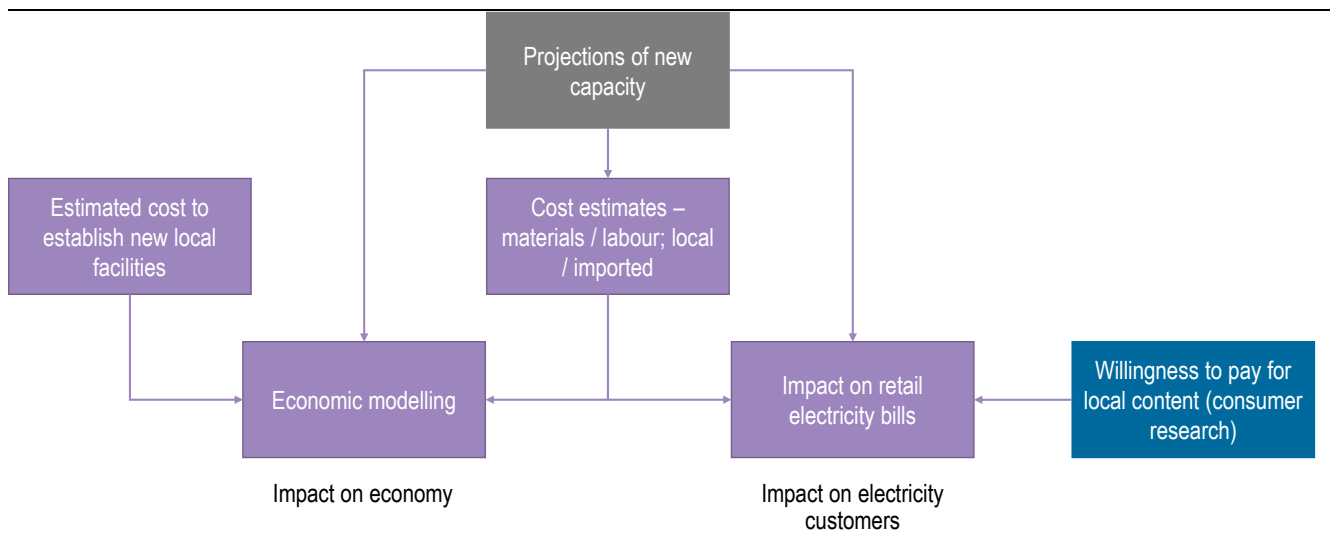 Projections of new
capacity
Estimated cost to
establish new local
facilities
Cost estimates –
materials / labour; local
/ imported
Economic modelling
Impact on retail
electricity bills
Willingness to pay for
local content (consumer
research)
Impact on economy
Impact on electricity
customers